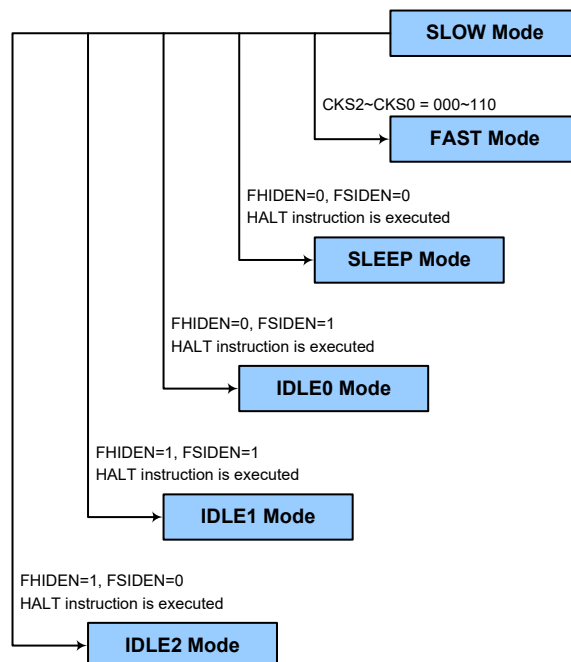 SLOW Mode
CKS2~CKS0 = 000~110
FAST Mode
FHIDEN=0, FSIDEN=0
HALT instruction is executed
SLEEP Mode
FHIDEN=0, FSIDEN=1
HALT instruction is executed
IDLE0 Mode
FHIDEN=1, FSIDEN=1
HALT instruction is executed
IDLE1 Mode
FHIDEN=1, FSIDEN=0
HALT instruction is executed
IDLE2 Mode